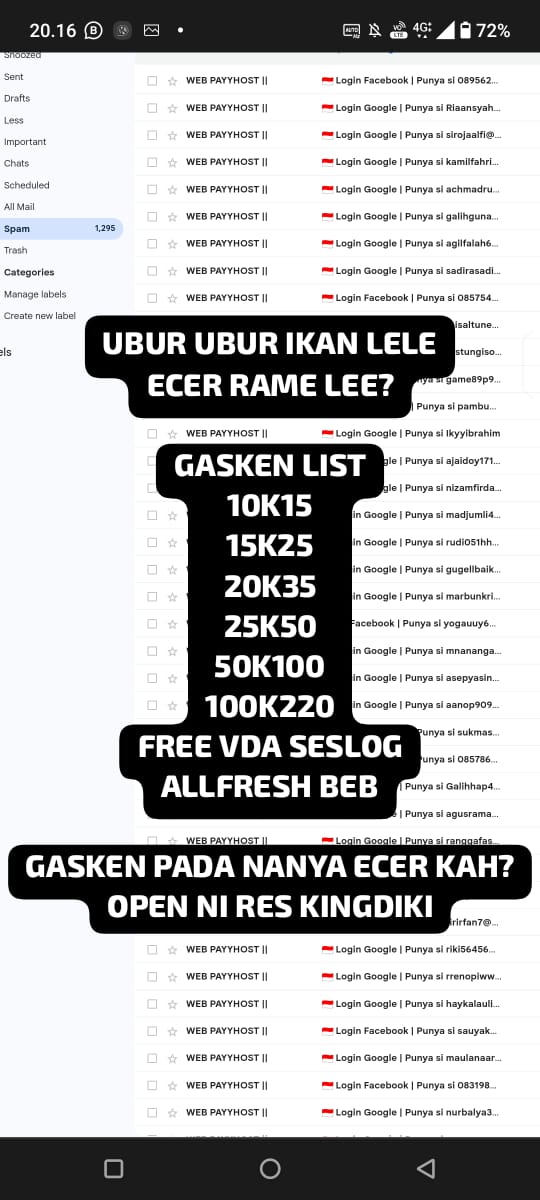 20.16
AUTO HZ
VO))
LTE
4G+
72%
Snoozed
Sent
Drafts
Less
Important
Chats
Scheduled
All Mail
Spam 1,295
Trash
Categories
Manage labels
Create new label
els
WEB PAYYHOST || Login Facebook | Punya si 089562...
WEB PAYYHOST || Login Google | Punya si Riaansyah...
WEB PAYYHOST || Login Google | Punya si sirojaalfi@...
WEB PAYYHOST || Login Google | Punya si kamilfahri...
WEB PAYYHOST || Login Google | Punya si achmadru...
WEB PAYYHOST || Login Google | Punya si galihguna...
WEB PAYYHOST || Login Google | Punya si agilfalah6...
WEB PAYYHOST || Login Google | Punya si sadirasadi...
WEB PAYYHOST || Login Facebook | Punya si 085754...
isaltune...
UBUR UBUR IKAN LELE
stungiso...
ECER RAME LEE?
nya si game89p9...
| Punya si pambu...
WEB PAYYHOST || Login Google | Punya si Ikyyibrahim
GASKEN LIST
gle | Punya si ajaidoy171...
gle | Punya si nizamfirda...
10K15
in Google | Punya si madjumli4...
15K25
in Google | Punya si rudi051hh...
in Google | Punya si gugellbaik...
20K35
in Google | Punya si marbunkri...
25K50
Facebook | Punya si yogauuy6...
in Google | Punya si mnananga...
50K100
in Google | Punya si asepyasin...
100K220
in Google | Punya si aanop909...
Punya si sukmas...
FREE VDA SESLOG
Punya si 085786...
ALLFRESH BEB
| Punya si Galihhap4...
e | Punya si agusrama...
WEB PAYYHOST || Login Google | Punya si ranggafas...
GASKEN PADA NANYA ECER KAH?
OPEN NI RES KINGDIKI
irirfan7@...
WEB PAYYHOST || Login Google | Punya si riki56456...
WEB PAYYHOST || Login Google | Punya si rrenopiww...
WEB PAYYHOST || Login Google | Punya si haykalauli...
WEB PAYYHOST || Login Facebook | Punya si sauyak...
WEB PAYYHOST || Login Google | Punya si maulanaar...
WEB PAYYHOST || Login Facebook | Punya si 083198...
WEB PAYYHOST || Login Google | Punya si nurbalya3...